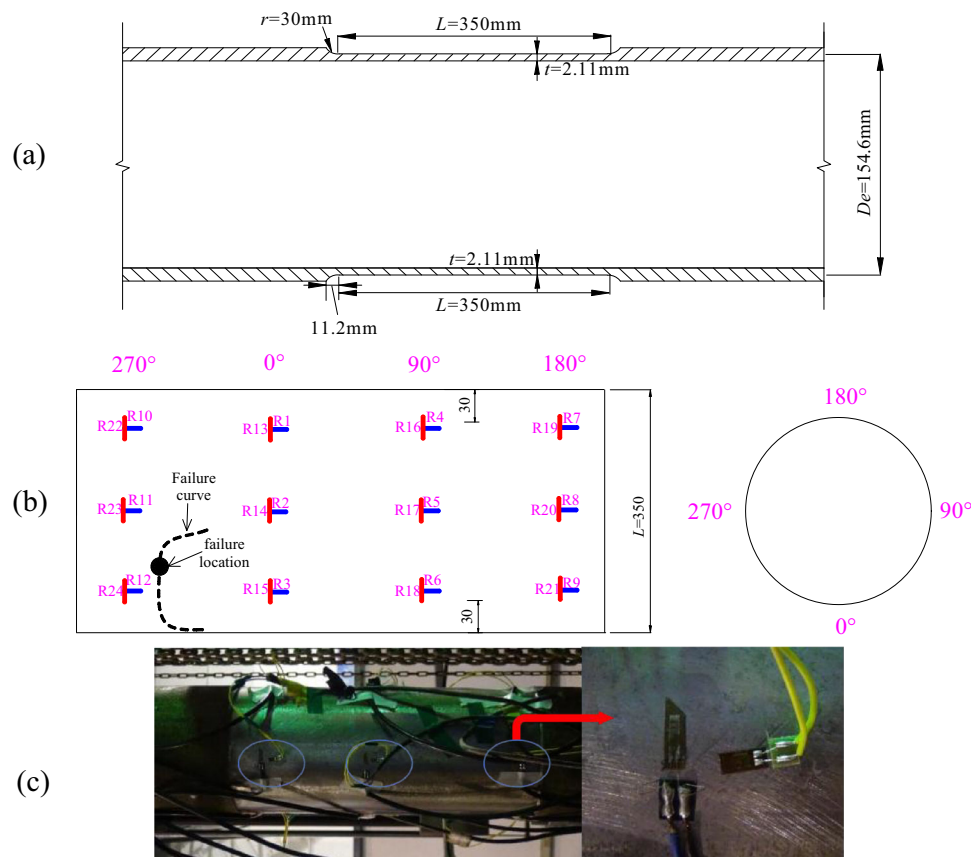 r=30mm
L=350mm
t=2.11mm
(a)
De=154.6mm
t=2.11mm
L=350mm
11.2mm
270° 0° 90° 180°
30
R22 R10 R13 R1 R16 R4 R19 R7
180°
Failure
curve
(b)
R23 R11 R14 R2 R17 R5 R20 R8
L=350
270° 90°
failure
location
R24 R12 R15 R3 R18 R6 R21 R9
30
0°
(c)